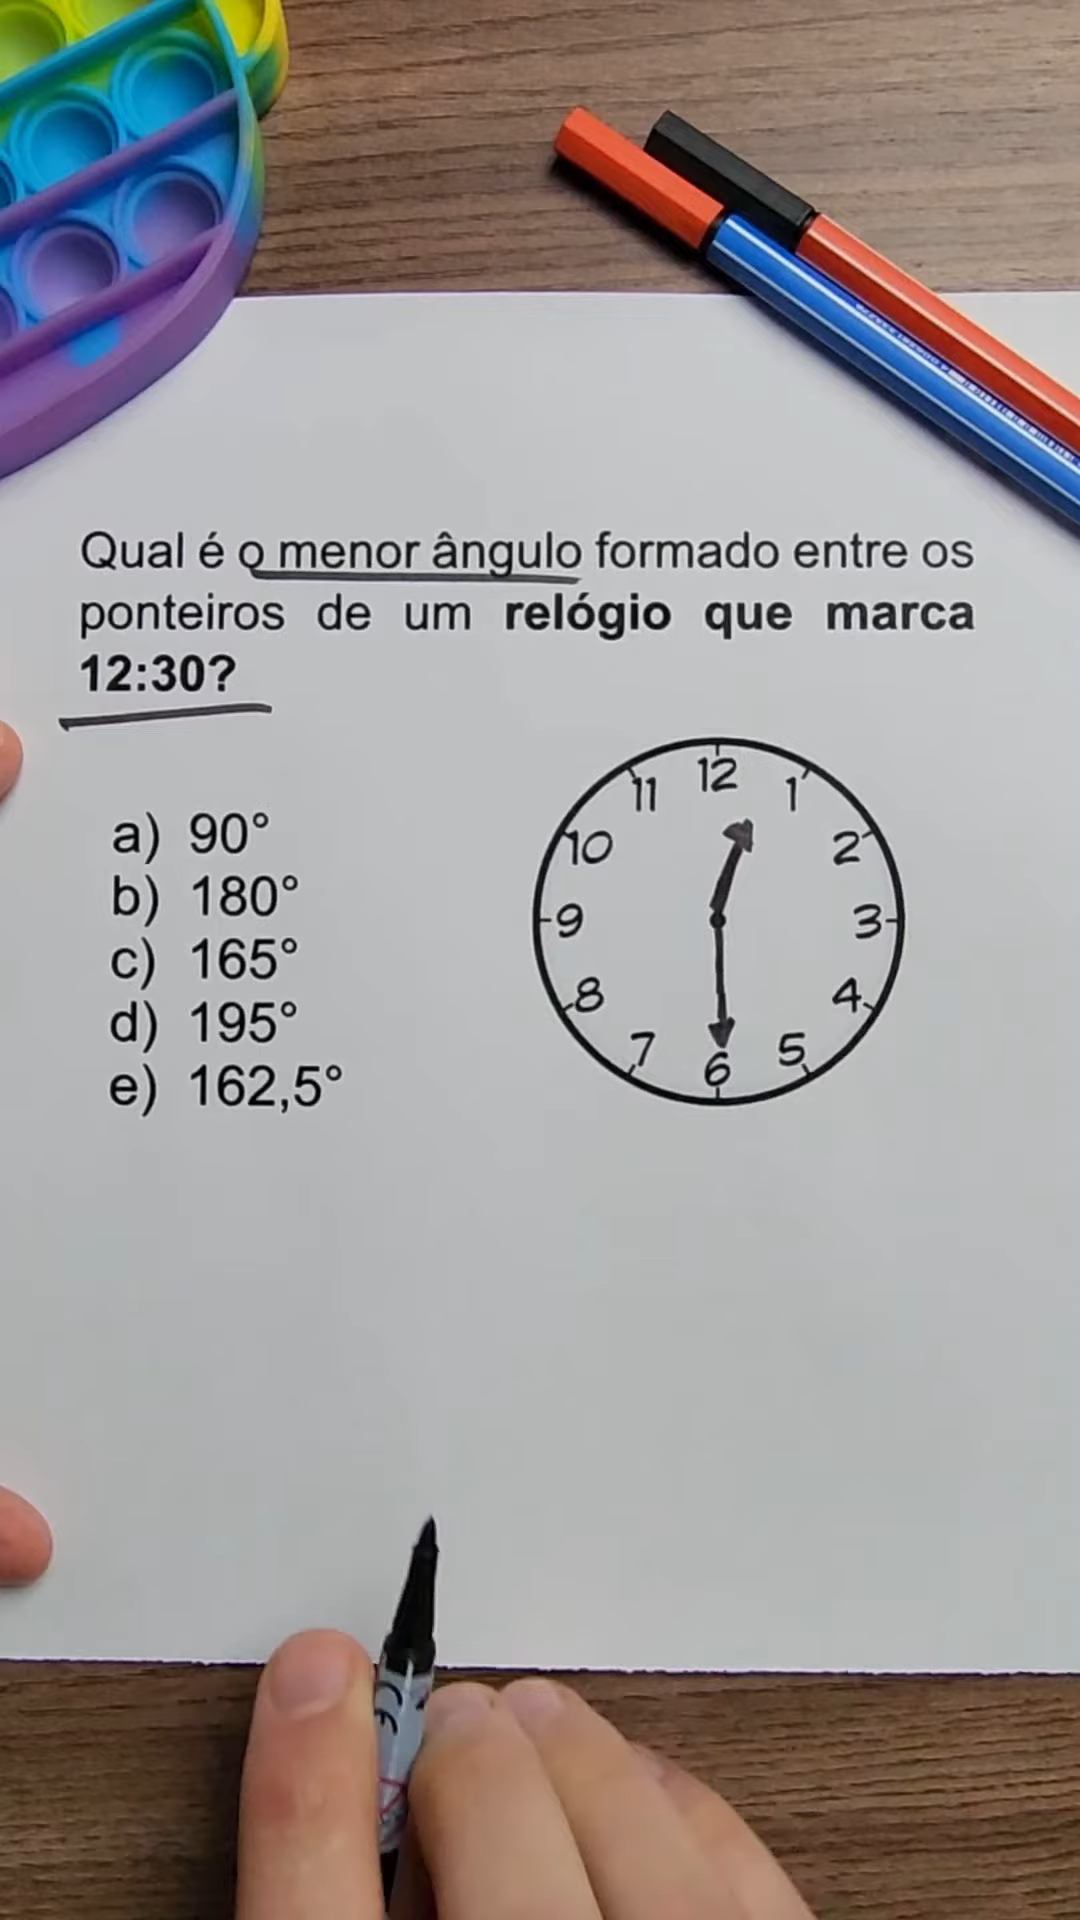 Qual é o menor ângulo formado entre os
ponteiros de um relógio que marca
12:30?
a) 90°
b) 180°
c) 165°
d) 195°
e) 162,5°
12
11
1
10
2
9
3
8
4
7
5
6